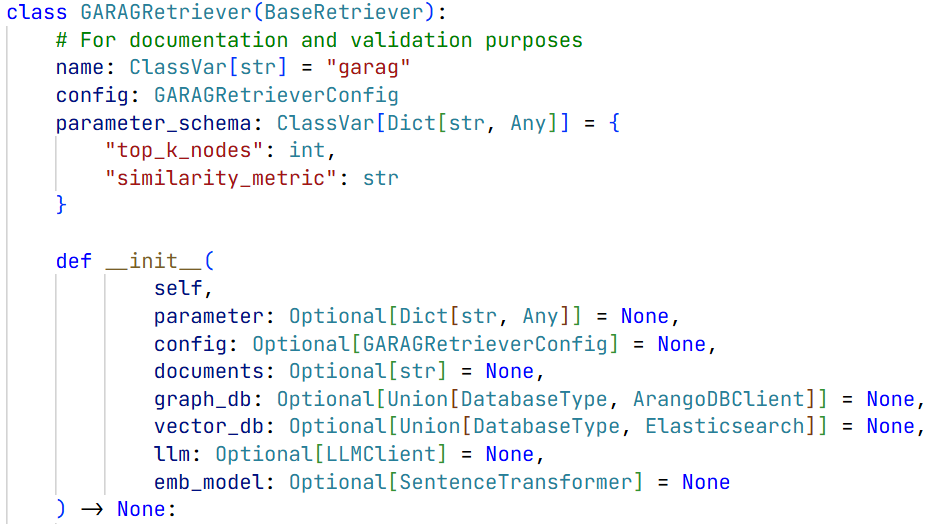 class GARAGRetriever(BaseRetriever):
    # For documentation and validation purposes
    name: ClassVar[str] = "garag"
    config: GARAGRetrieverConfig
    parameter_schema: ClassVar[Dict[str, Any]] = {
        "top_k_nodes": int,
        "similarity_metric": str
    }

    def __init__(
            self,
            parameter: Optional[Dict[str, Any]] = None,
            config: Optional[GARAGRetrieverConfig] = None,
            documents: Optional[str] = None,
            graph_db: Optional[Union[DatabaseType, ArangoDBClient]] = None,
            vector_db: Optional[Union[DatabaseType, Elasticsearch]] = None,
            llm: Optional[LLMClient] = None,
            emb_model: Optional[SentenceTransformer] = None
    ) -> None: